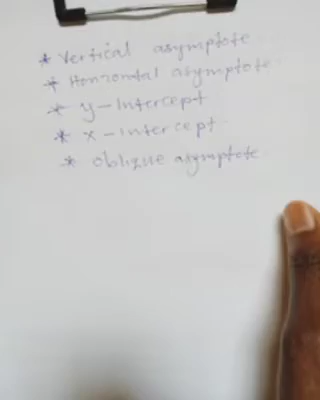 * Vertical asymptote
* Horizontal asymptote
* y-Intercept
* x-Intercept
* oblique asymptote